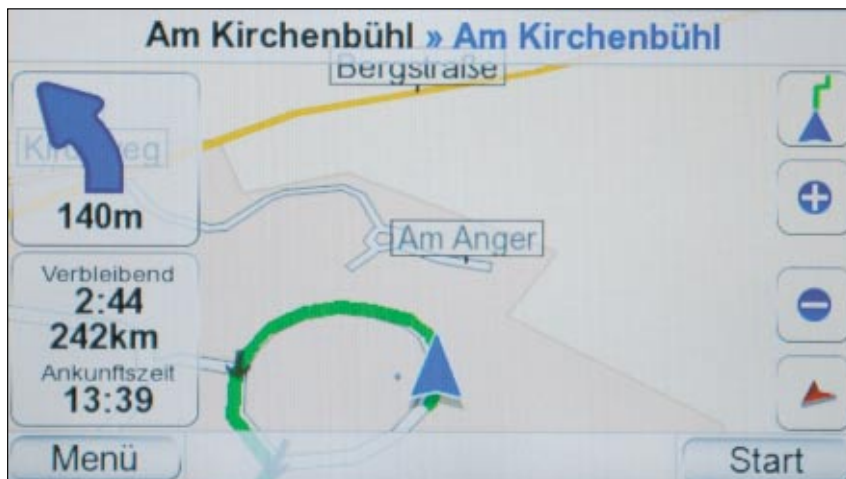 Am Kirchenbühl » Am Kirchenbühl
Bergstraße
140m
Am Anger
Verbleibend
2:44
242km
Ankunftszeit
13:39
Menü
Start